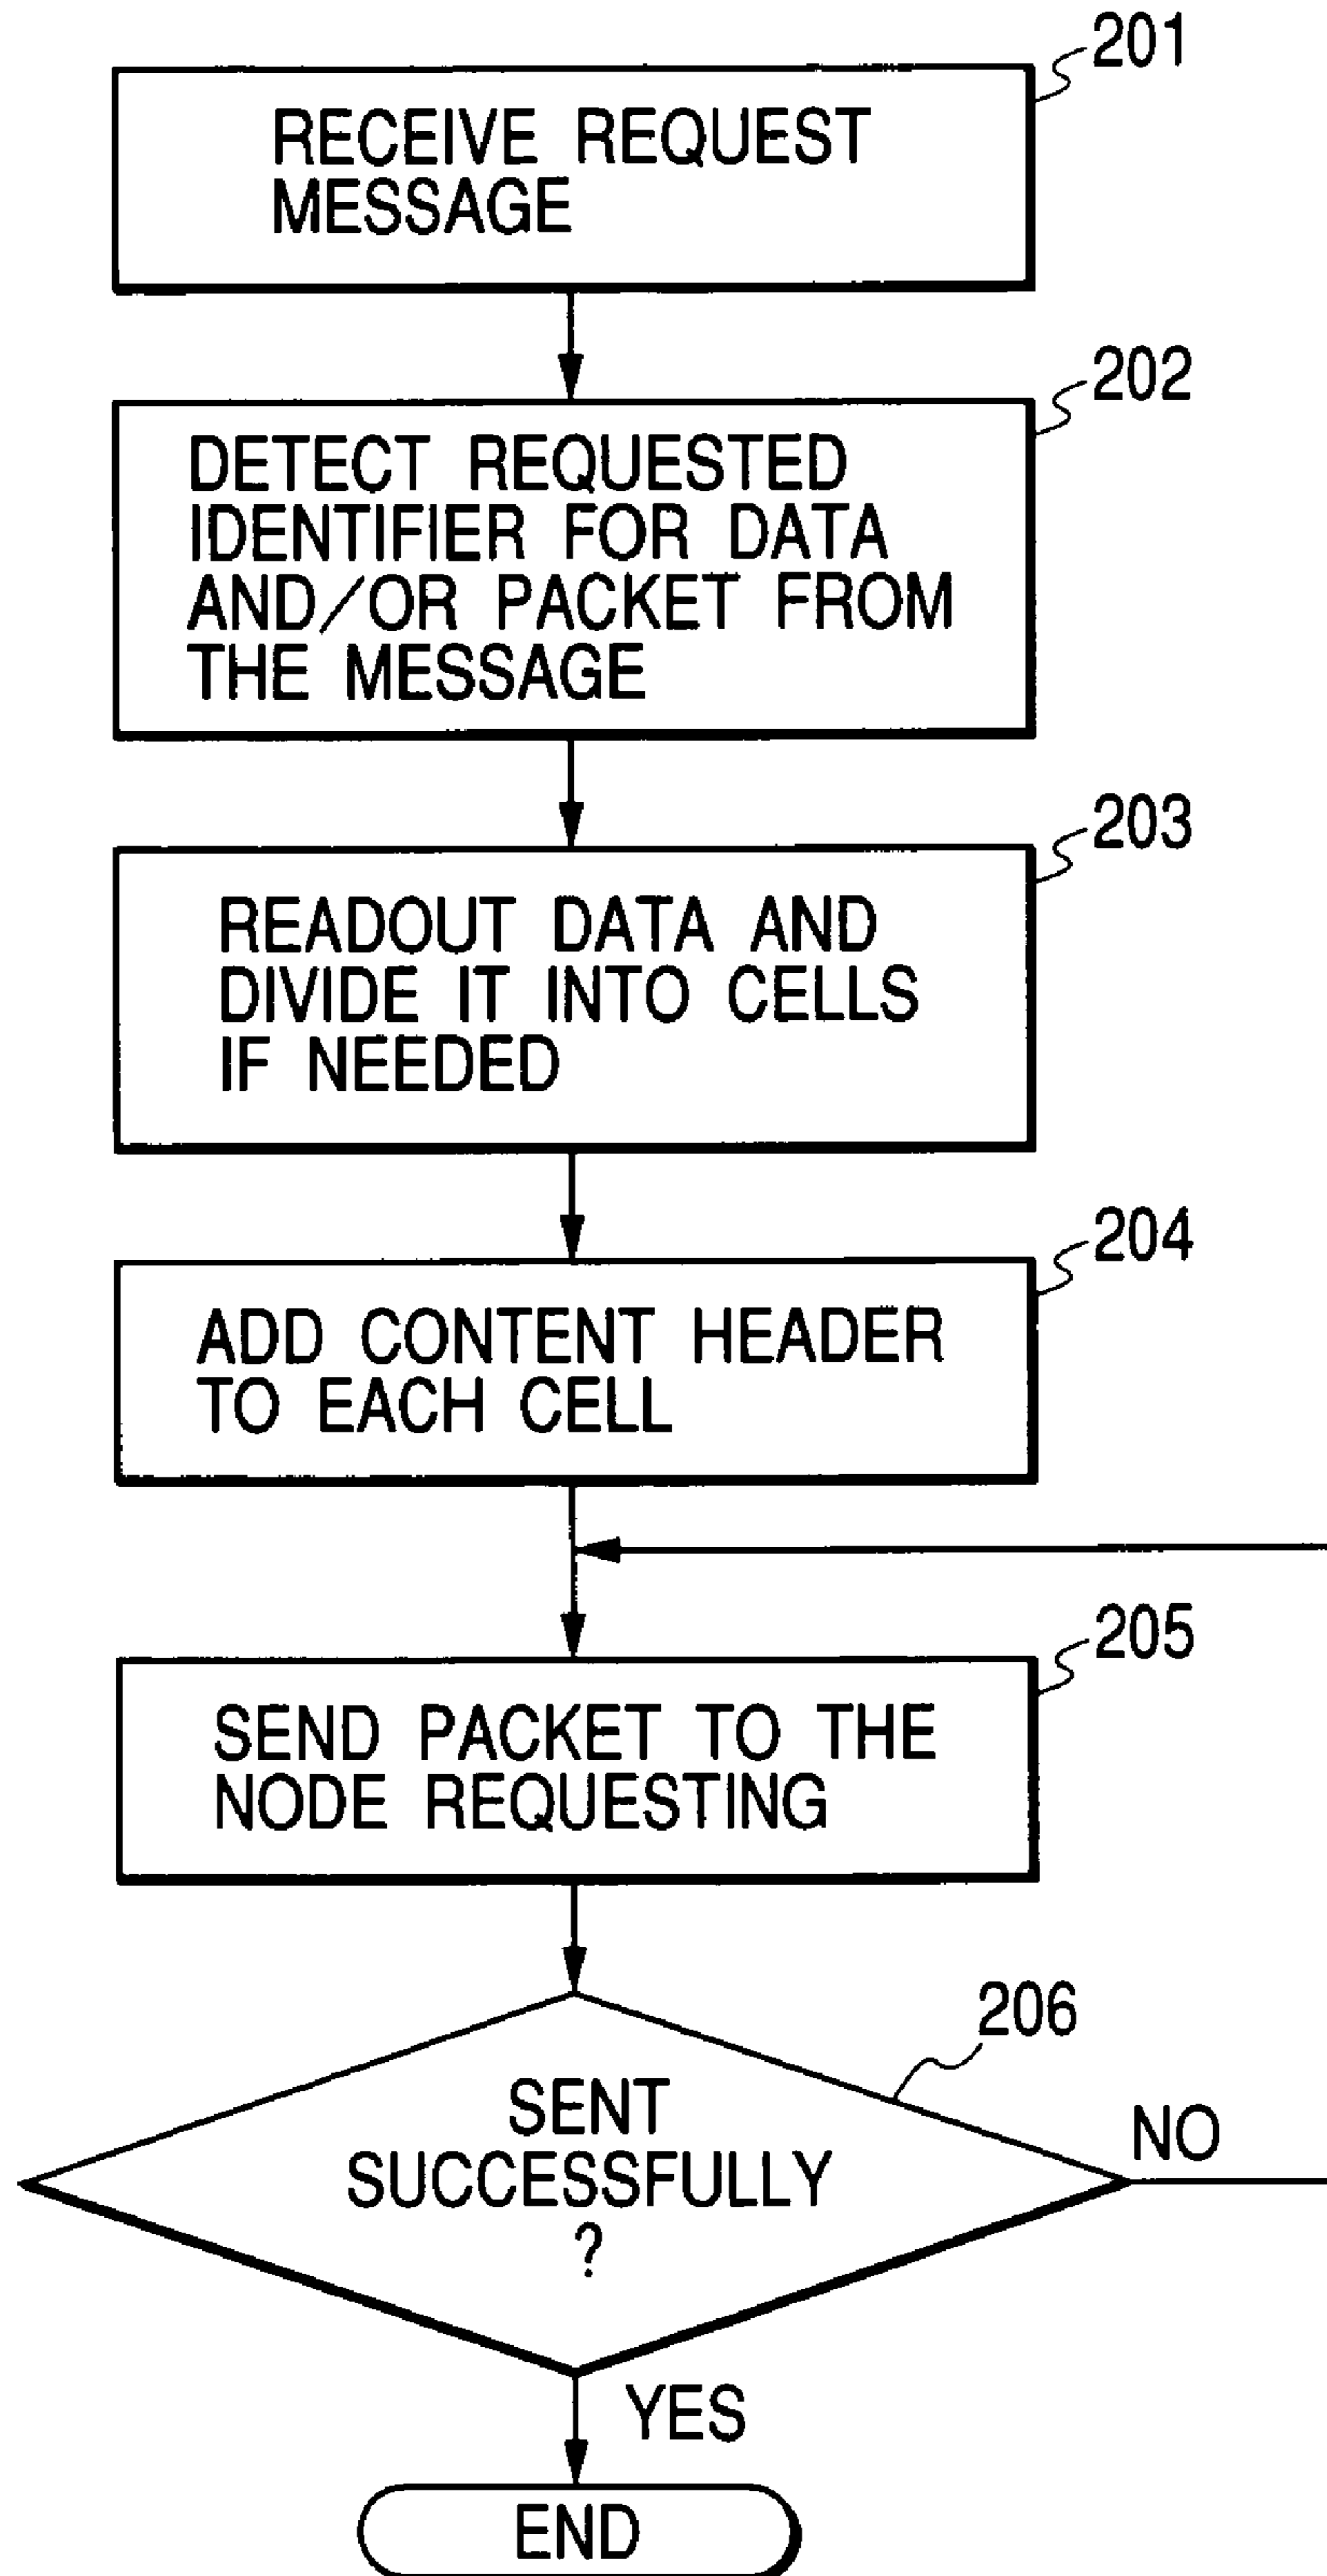 201
RECEIVE REQUEST
MESSAGE
202
DETECT REQUESTED
IDENTIFIER FOR DATA
AND/OR PACKET FROM
THE MESSAGE
203
READOUT DATA AND
DIVIDE IT INTO CELLS
IF NEEDED
204
ADD CONTENT HEADER
TO EACH CELL
205
SEND PACKET TO THE
NODE REQUESTING
206
SENT
SUCCESSFULLY
?
NO
YES
END